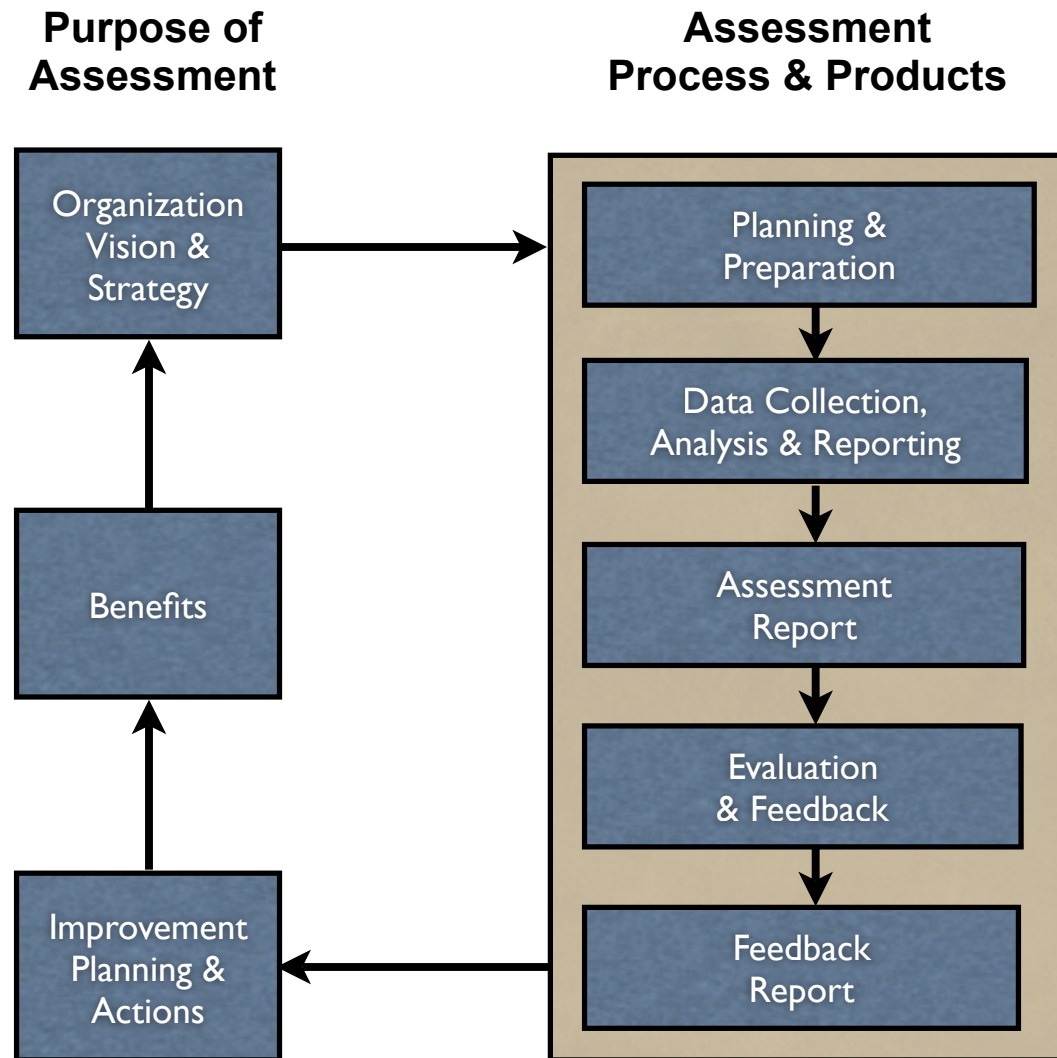 Purpose of
Assessment
Organization
Vision &
Strategy
Benefits
Improvement
Planning &
Actions
Assessment
Process & Products
Planning &
Preparation
Data Collection,
Analysis & Reporting
Assessment
Report
Evaluation
& Feedback
Feedback
Report